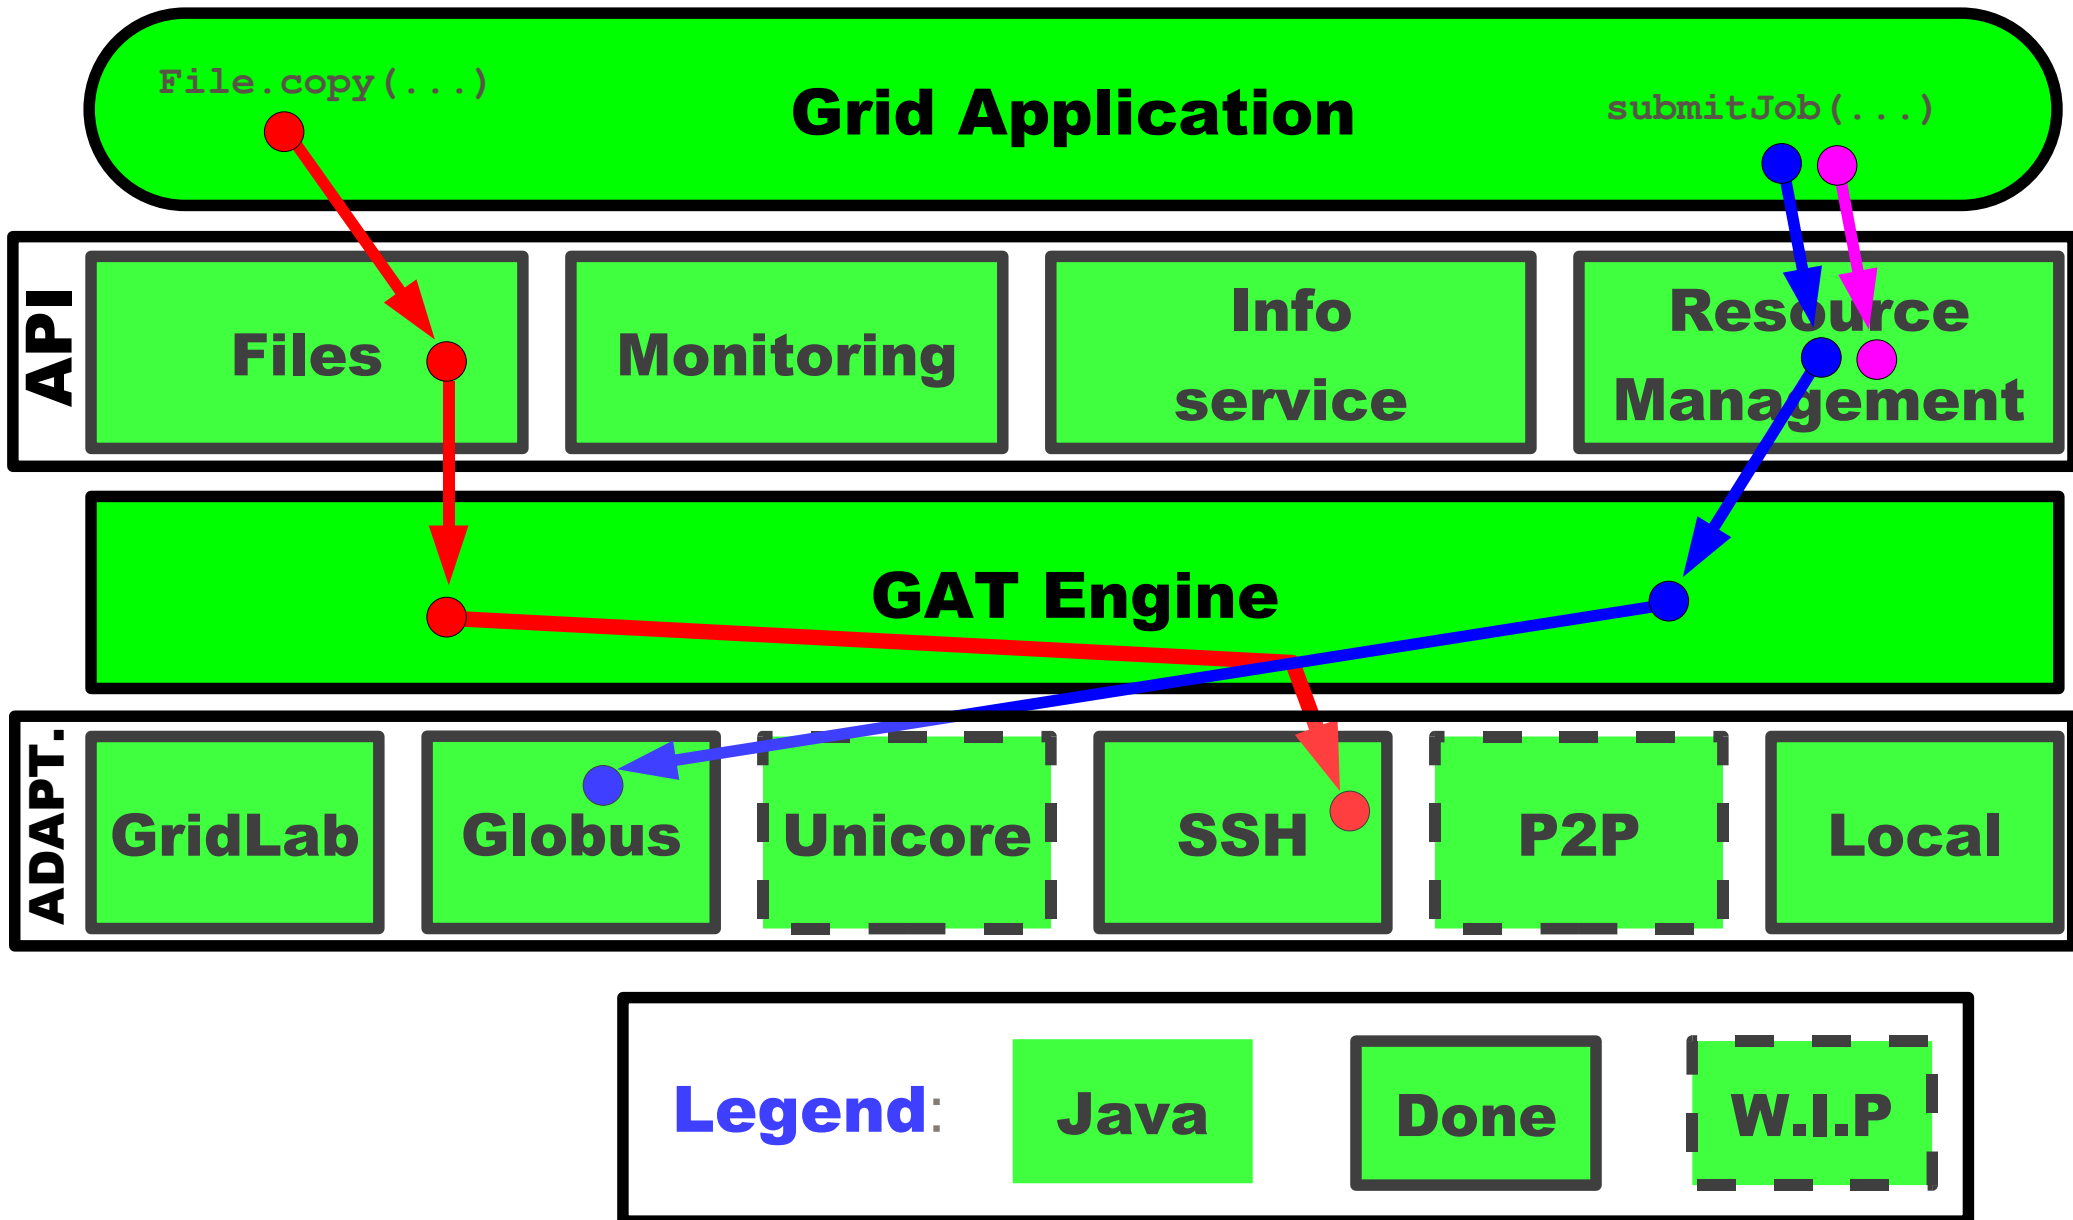 File.copy(...)
Grid Application
submitJob(...)
API
Files
Monitoring
Info
service
Resource
Management
GAT Engine
ADAPT.
GridLab
Globus
Unicore
SSH
P2P
Local
Legend:
Java
Done
W.I.P